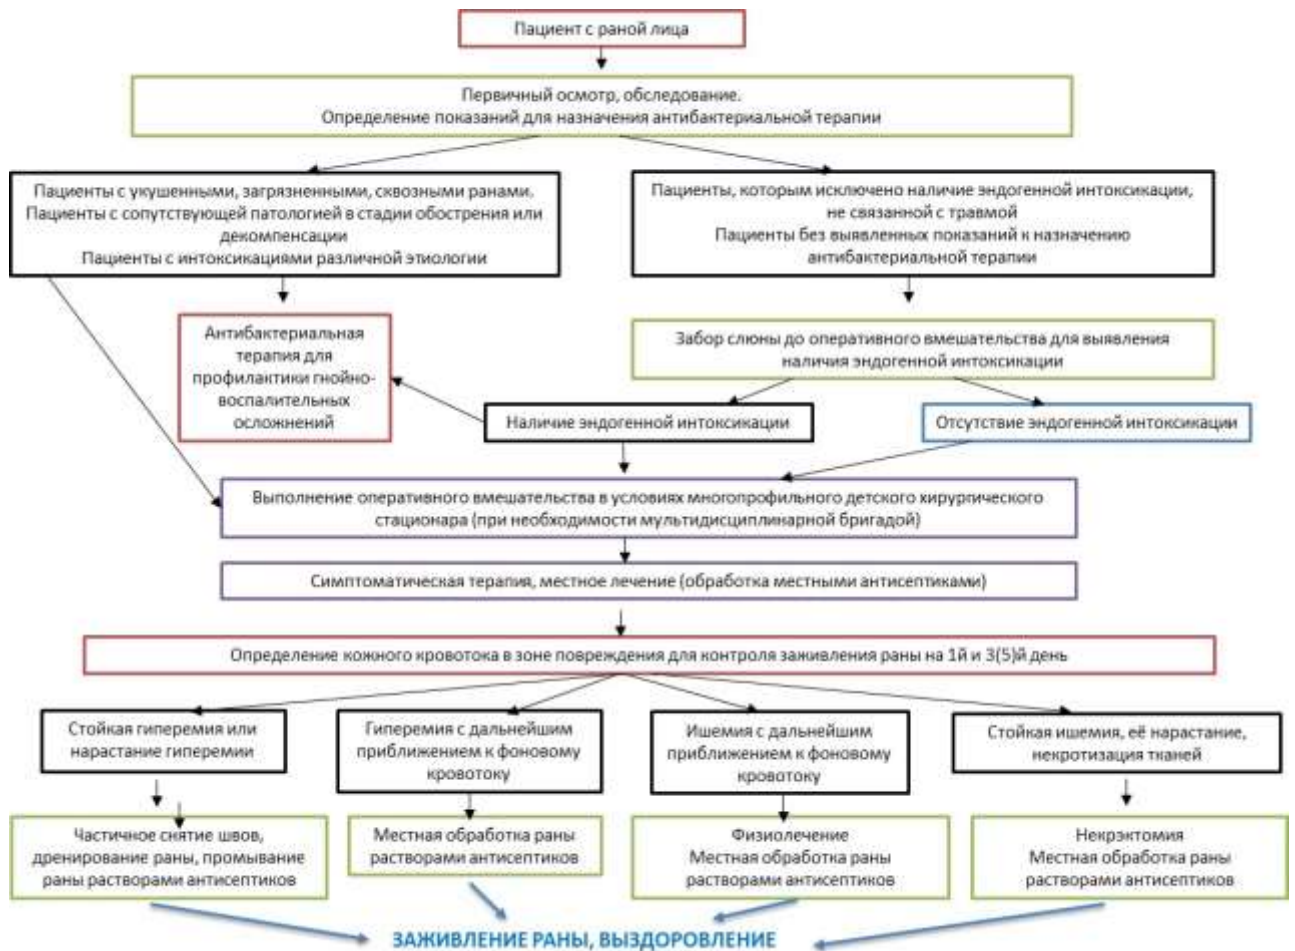 Пациент с раной лица
Первичный осмотр, обследование.
Определение показаний для назначения антибактериальной терапии
Пациенты с укушенными, загрязненными, сквозными ранами.
Пациенты с сопутствующей патологией в стадии обострения или
декомпенсации
Пациенты с интоксикациями различной этиологии
Пациенты, которым исключено наличие эндогенной интоксикации,
не связанной с травмой
Пациенты без выявленных показаний к назначению
антибактериальной терапии
Антибактериальная
терапия для
профилактики гнойно-
воспалительных
осложнений
Забор слюны до оперативного вмешательства для выявления
наличия эндогенной интоксикации
Наличие эндогенной интоксикации
Отсутствие эндогенной интоксикации
Выполнение оперативного вмешательства в условиях многопрофильного детского хирургического
стационара (при необходимости мультидисциплинарной бригадой)
Симптоматическая терапия, местное лечение (обработка местными антисептиками)
Определение кожного кровотока в зоне повреждения для контроля заживления раны на 1й и 3(5)й день
Стойкая гиперемия или
нарастание гиперемии
Гиперемия с дальнейшим
приближением к фоновому
кровотоку
Ишемия с дальнейшим
приближением к фоновому
кровотоку
Стойкая ишемия, её нарастание,
некротизация тканей
Частичное снятие швов,
дренирование раны, промывание
раны растворами антисептиков
Местная обработка раны
растворами антисептиков
Физиолечение
Местная обработка раны
растворами антисептиков
Некрэктомия
Местная обработка раны
растворами антисептиков
ЗАЖИВЛЕНИЕ РАНЫ, ВЫЗДОРОВЛЕНИЕ